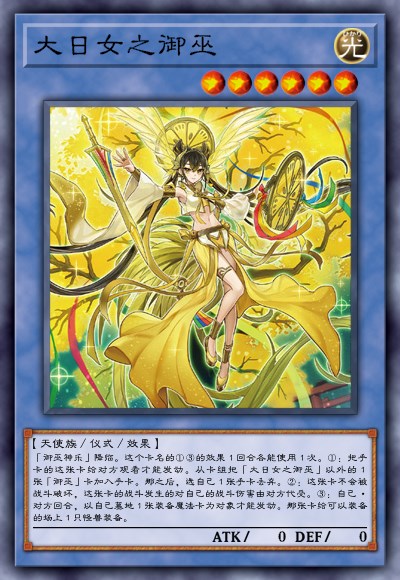 大日女之御巫
ひかり
光
【天使族／仪式／效果】
「御巫神乐」降临。这个卡名的①③的效果1回合各能使用1次。①：把手
卡的这张卡给对方观看才能发动。从卡组把「大日女之御巫」以外的1
张「御巫」卡加入手卡。那之后，选自己1张手卡丢弃。②：这张卡不会被
战斗破坏，这张卡的战斗发生的对自己的战斗伤害由对方代受。③：自己·
对方回合，以自己墓地1张装备魔法卡为对象才能发动。那张卡给可以装备
的场上1只怪兽装备。
ATK/ 0 DEF/ 0